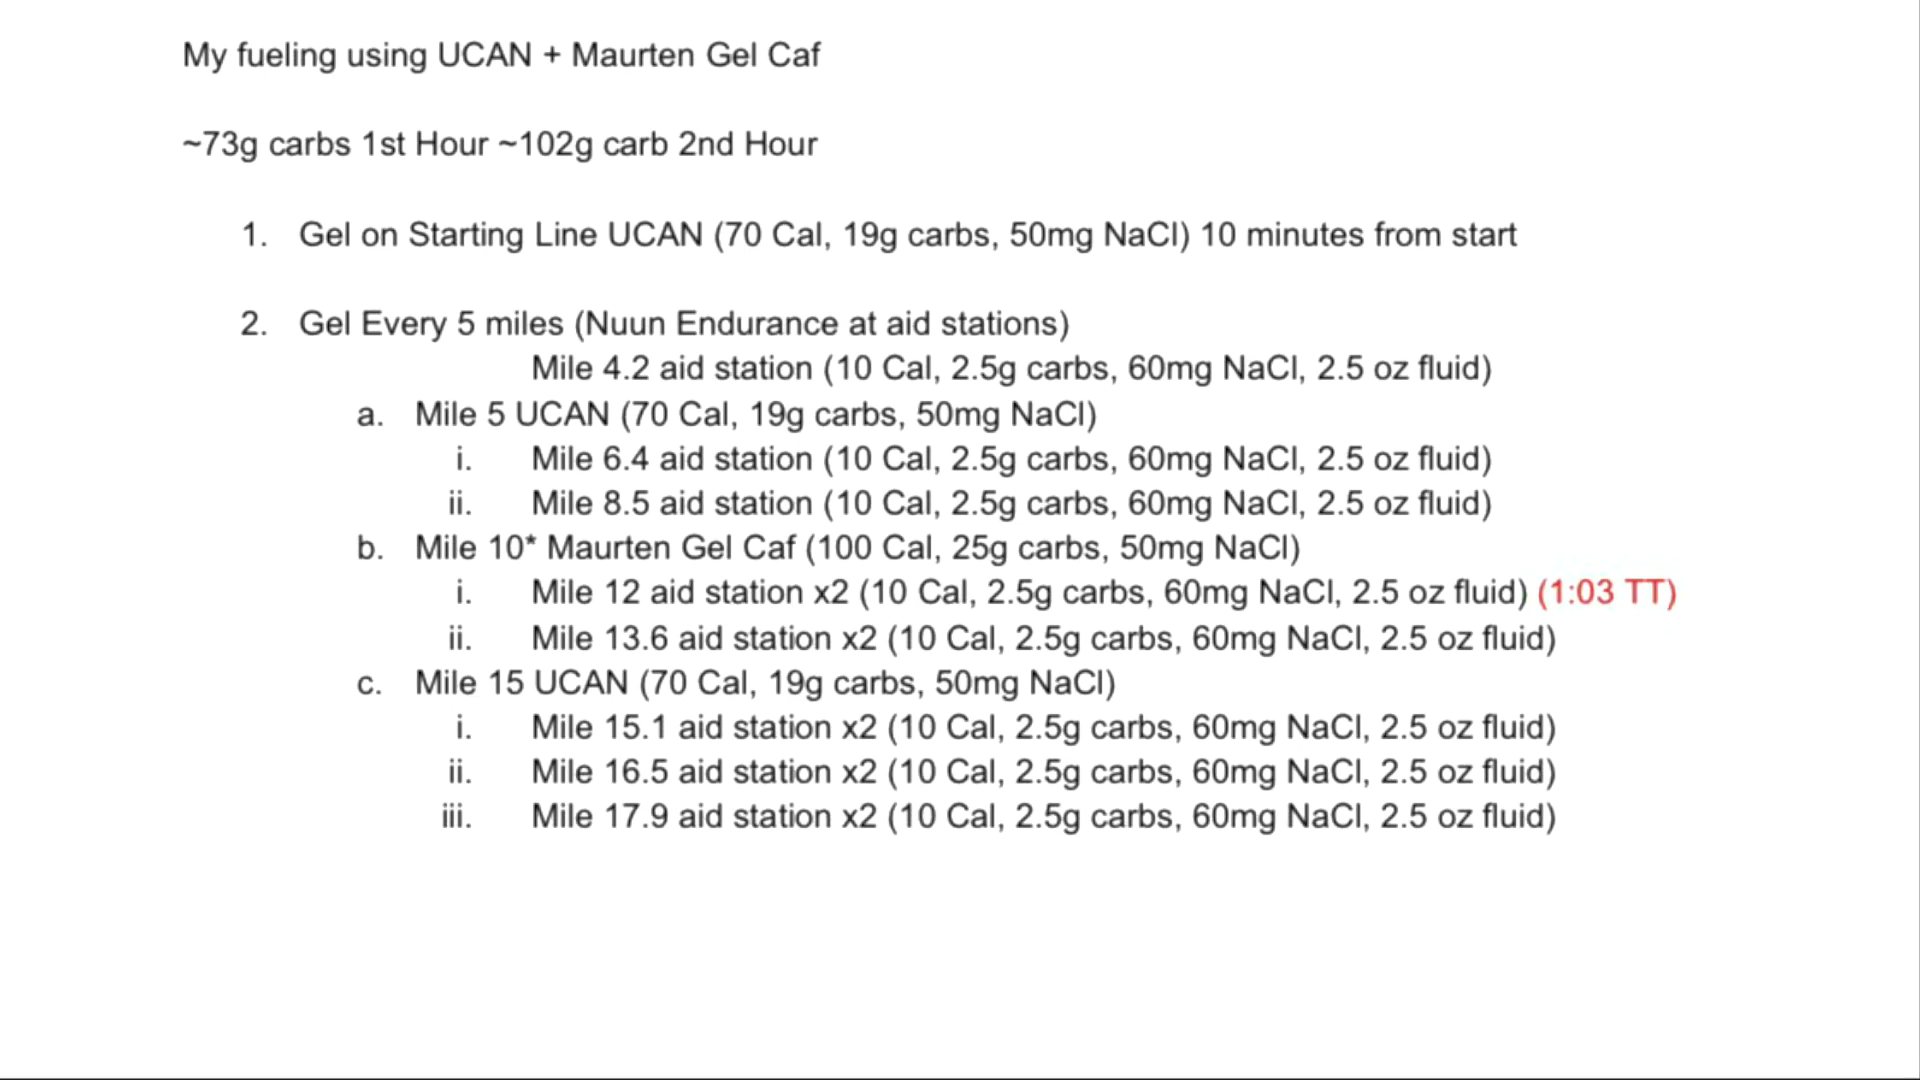 My fueling using UCAN + Maurten Gel Caf
~73g carbs 1st Hour ~102g carb 2nd Hour
1. Gel on Starting Line UCAN (70 Cal, 19g carbs, 50mg NaCl) 10 minutes from start
2. Gel Every 5 miles (Nuun Endurance at aid stations)
Mile 4.2 aid station (10 Cal, 2.5g carbs, 60mg NaCl, 2.5 oz fluid)
a. Mile 5 UCAN (70 Cal, 19g carbs, 50mg NaCl)
i. Mile 6.4 aid station (10 Cal, 2.5g carbs, 60mg NaCl, 2.5 oz fluid)
ii. Mile 8.5 aid station (10 Cal, 2.5g carbs, 60mg NaCl, 2.5 oz fluid)
b. Mile 10* Maurten Gel Caf (100 Cal, 25g carbs, 50mg NaCl)
i. Mile 12 aid station x2 (10 Cal, 2.5g carbs, 60mg NaCl, 2.5 oz fluid) (1:03 TT)
ii. Mile 13.6 aid station x2 (10 Cal, 2.5g carbs, 60mg NaCl, 2.5 oz fluid)
c. Mile 15 UCAN (70 Cal, 19g carbs, 50mg NaCl)
i. Mile 15.1 aid station x2 (10 Cal, 2.5g carbs, 60mg NaCl, 2.5 oz fluid)
ii. Mile 16.5 aid station x2 (10 Cal, 2.5g carbs, 60mg NaCl, 2.5 oz fluid)
iii. Mile 17.9 aid station x2 (10 Cal, 2.5g carbs, 60mg NaCl, 2.5 oz fluid)